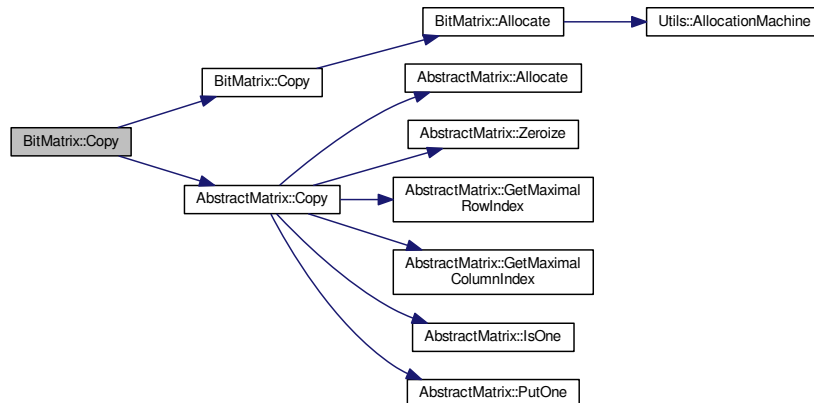 BitMatrix::Allocate
Utils::AllocationMachine
BitMatrix::Copy
AbstractMatrix::Allocate
AbstractMatrix::Zeroize
BitMatrix::Copy
AbstractMatrix::Copy
AbstractMatrix::GetMaximal
RowIndex
AbstractMatrix::GetMaximal
ColumnIndex
AbstractMatrix::IsOne
AbstractMatrix::PutOne